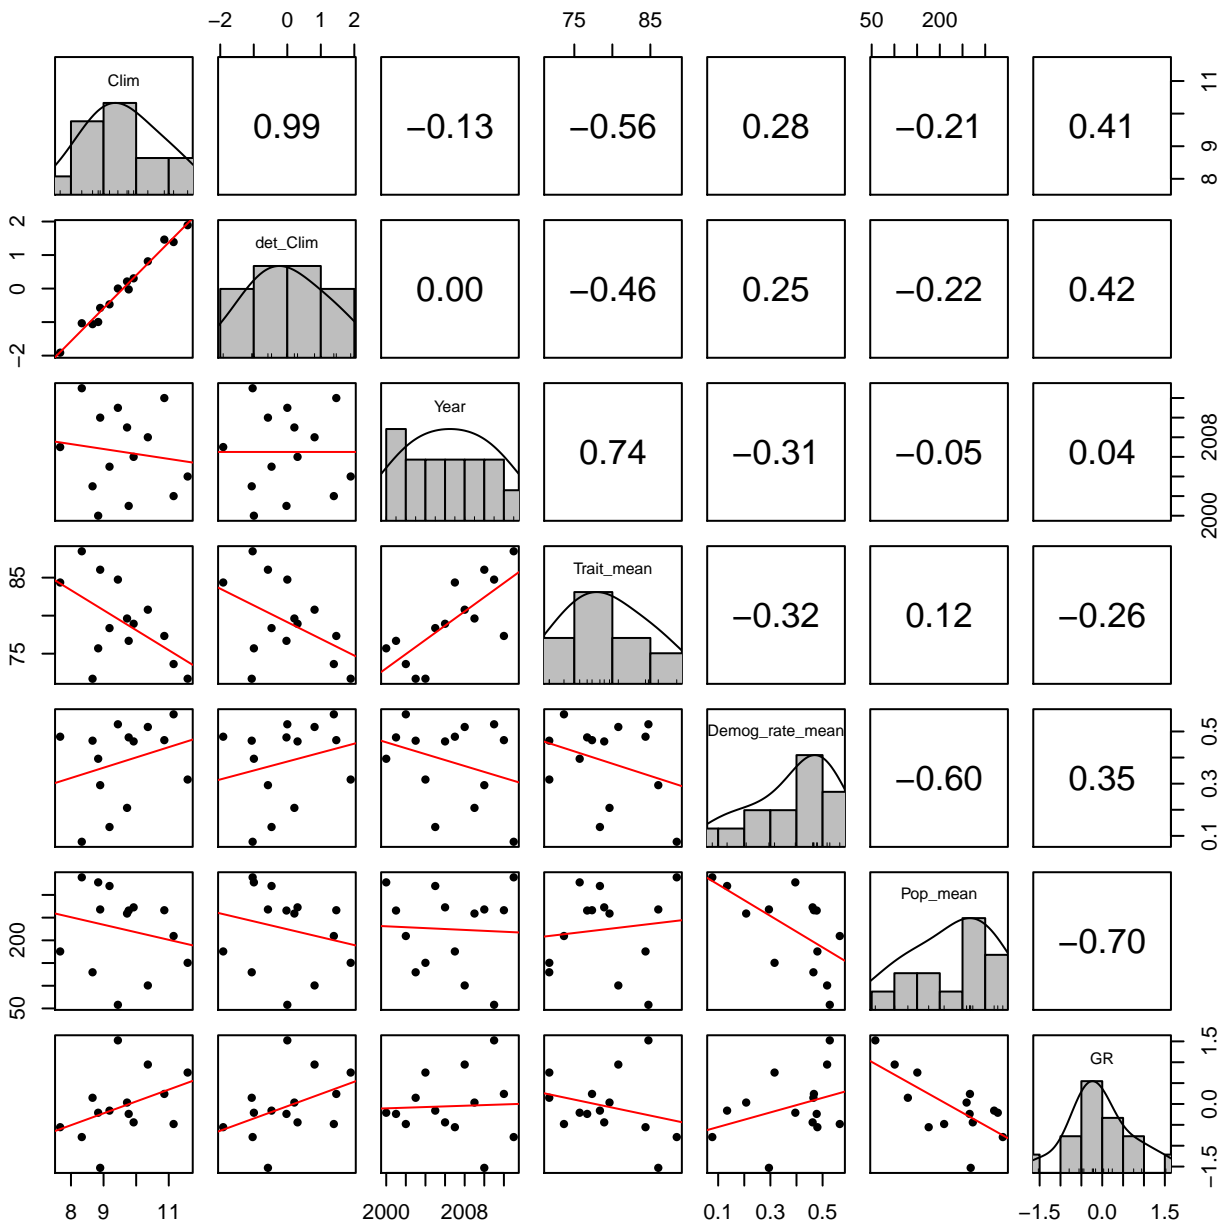 −2 0 1 2 75 85 50 200
Clim 0.99 −0.13 −0.56 0.28 −0.21 0.41 8 9 11
−2 0 1 2 det_Clim 0.00 −0.46 0.25 −0.22 0.42
Year 0.74 −0.31 −0.05 0.04 2000 2008
75 85 Trait_mean −0.32 0.12 −0.26
Demog_rate_mean −0.60 0.35 0.1 0.3 0.5
50 200 Pop_mean −0.70
GR −1.5 0.0 1.5
8 9 11 2000 2008 0.1 0.3 0.5 −1.5 0.0 1.5